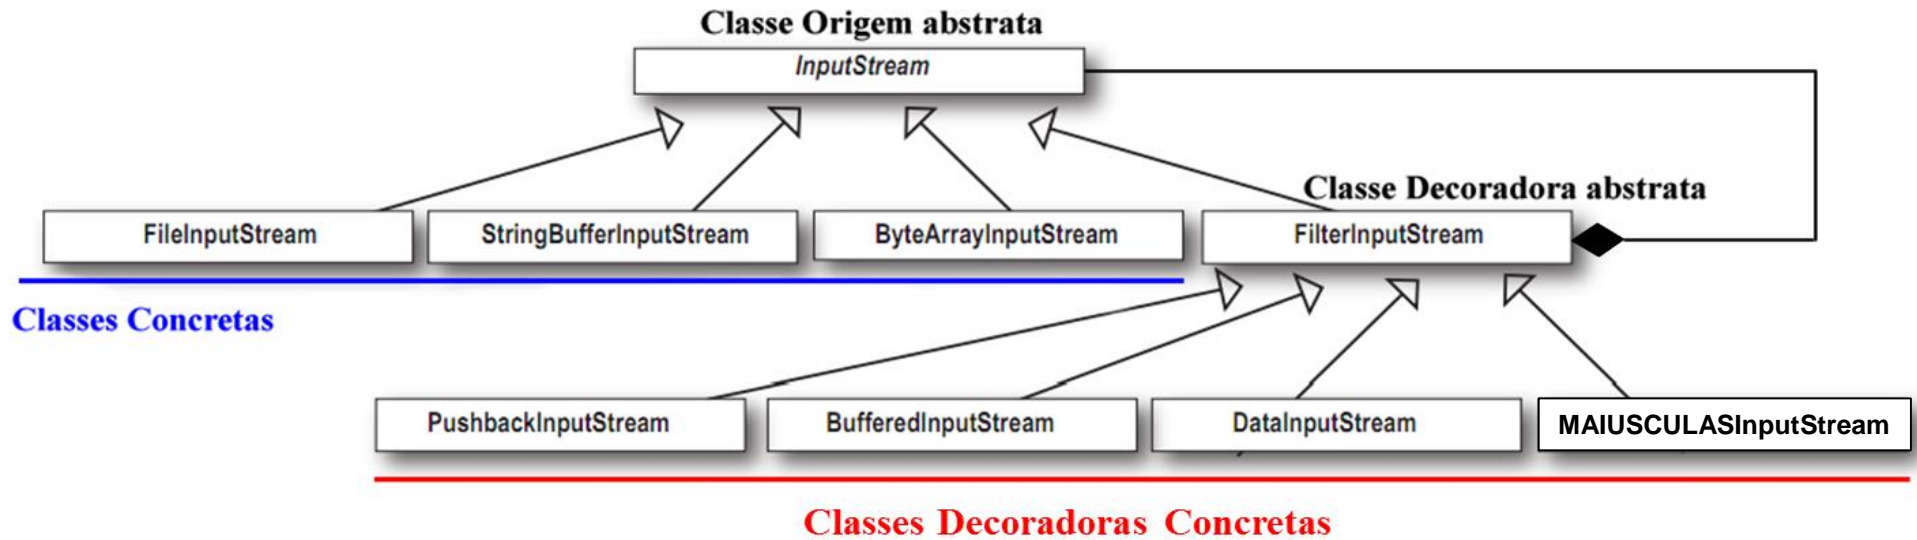 Classe Origem abstrata
InputStream
Classe Decoradora abstrata
FileInputStream
StringBufferInputStream
ByteArrayInputStream
FilterInputStream
Classes Concretas
PushbackInputStream
BufferedInputStream
DataInputStream
MAIUSCULASInputStream
Classes Decoradoras Concretas